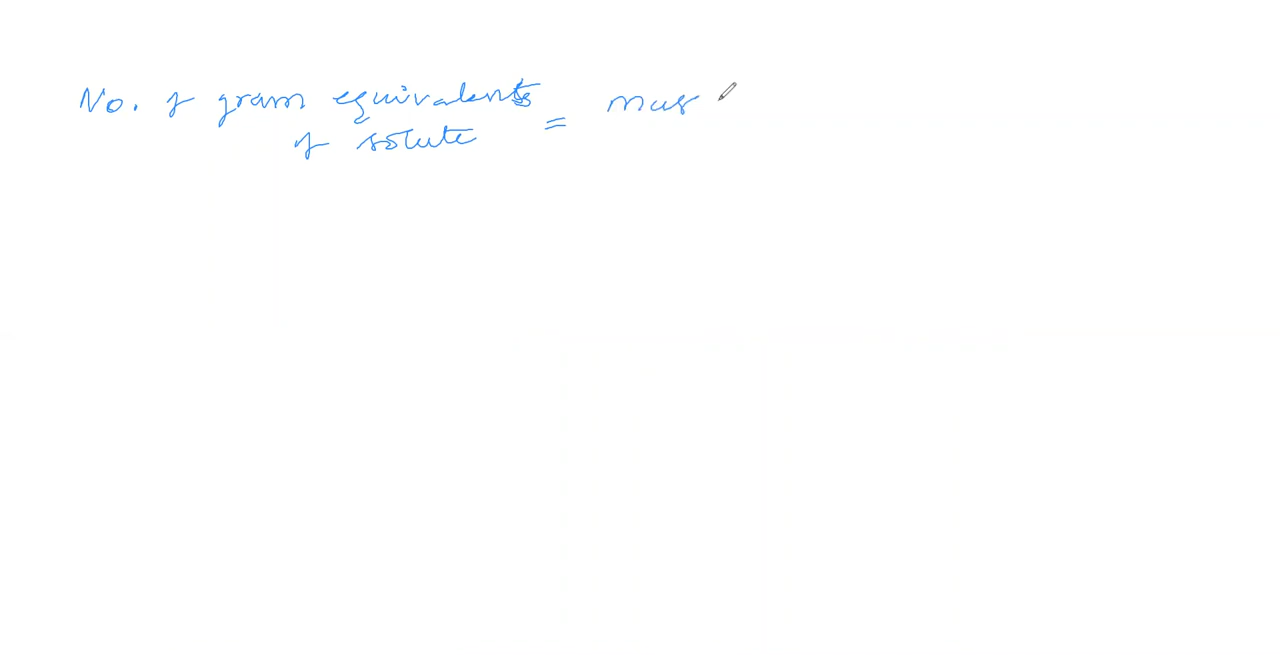 No. of gram equivalents = mass
of solute